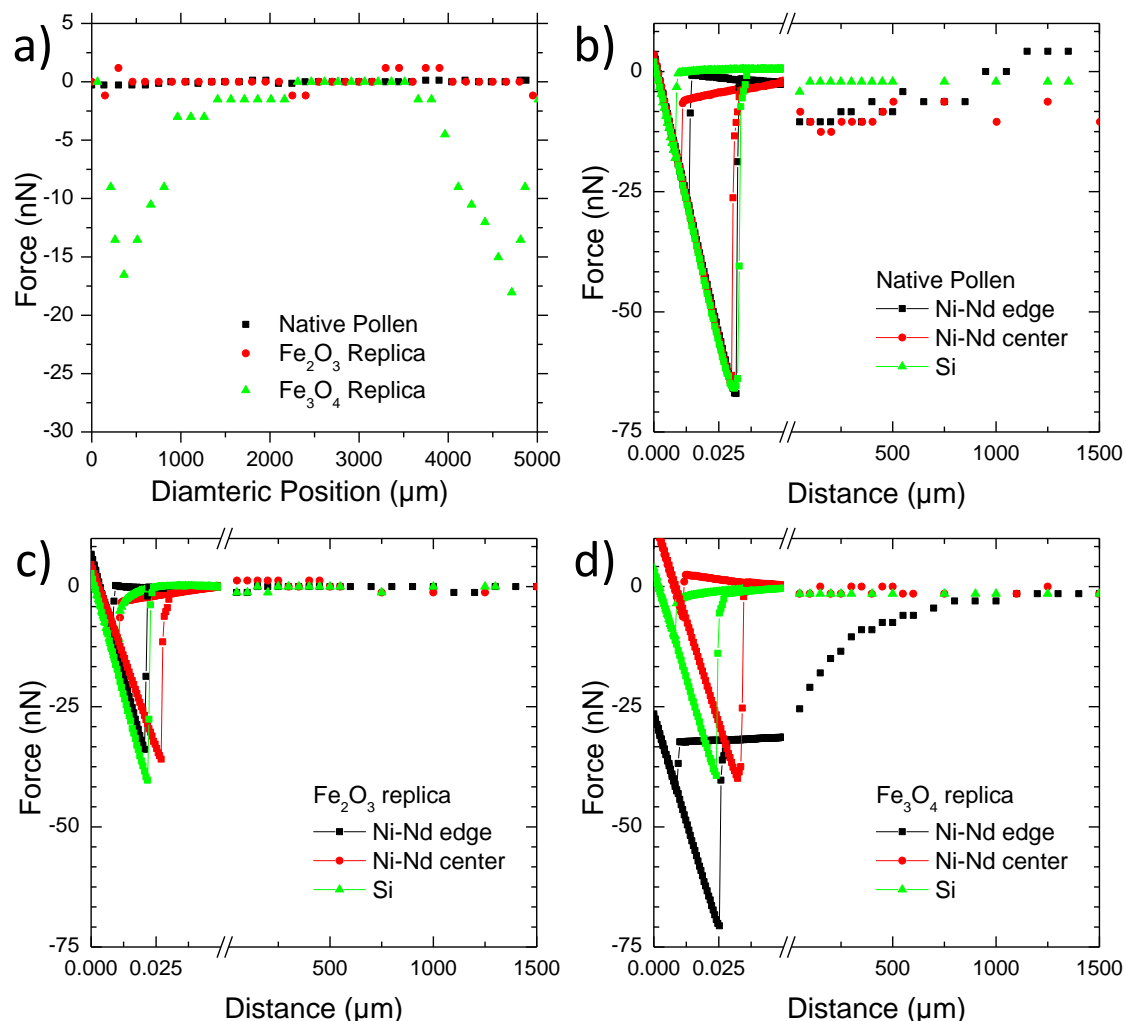 a)
5
0
-5
-10
-15
-20
-25
-30
Force (nN)
Native Pollen
Fe2O3 Replica
Fe3O4 Replica
0 1000 2000 3000 4000 5000
Diamteric Position (µm)
b)
0
-25
-50
-75
Force (nN)
Native Pollen
Ni-Nd edge
Ni-Nd center
Si
0.000 0.025 500 1000 1500
Distance (µm)
c)
0
-25
-50
-75
Force (nN)
Fe2O3 replica
Ni-Nd edge
Ni-Nd center
Si
0.000 0.025 500 1000 1500
Distance (µm)
d)
0
-25
-50
-75
Force (nN)
Fe3O4 replica
Ni-Nd edge
Ni-Nd center
Si
0.000 0.025 500 1000 1500
Distance (µm)